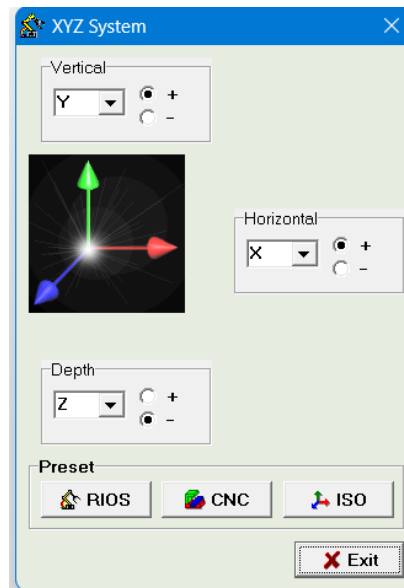 XYZ System
Vertical
Y
+
-
Horizontal
X
+
-
Depth
Z
+
-
Preset
RIOS
CNC
ISO
Exit